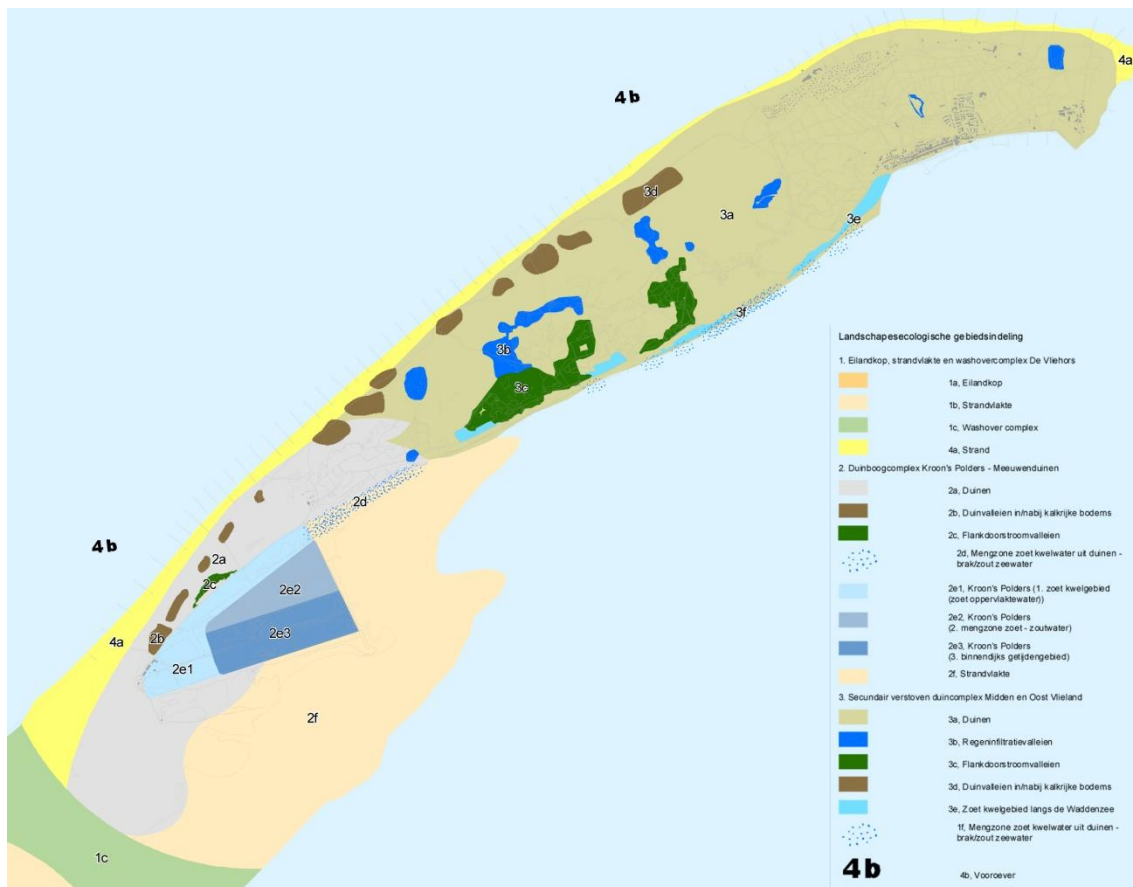 4a
4b
3d
3a
3e
3f
3b
3c
2d
4b
2a
2c
2e2
2e3
2b
4a
2e1
2f
1c
Landschapsecologische gebiedsindeling
1. Eilandkop, strandvlakte en washovercomplex De Vliehors
1a, Eilandkop
1b, Strandvlakte
1c, Washover complex
4a, Strand
2. Duinboogcomplex Kroon's Polders - Meeuwenduinen
2a, Duinen
2b, Duinvalleien in/nabij kalkrijke bodems
2c, Flankdoorstroomvalleien
2d, Mengzone zoet kwelwater uit duinen -
brak/zout zeewater
2e1, Kroon's Polders (1. zoet kwelgebied
(zoet oppervlaktewater))
2e2, Kroon's Polders
(2. mengzone zoet - zoutwater)
2e3, Kroon's Polders
(3. binnendijks getijdengebied)
2f, Strandvlakte
3. Secundair verstoven duincomplex Midden en Oost Vlieland
3a, Duinen
3b, Regeninfiltratievalleien
3c, Flankdoorstroomvalleien
3d, Duinvalleien in/nabij kalkrijke bodems
3e, Zoet kwelgebied langs de Waddenzee
1f, Mengzone zoet kwelwater uit duinen -
brak/zout zeewater
4b 4b, Vooroever